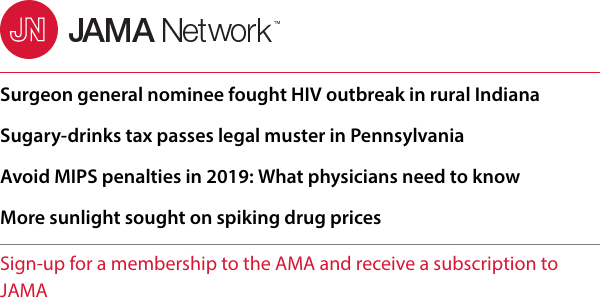 JN JAMA Network™
Surgeon general nominee fought HIV outbreak in rural Indiana
Sugary-drinks tax passes legal muster in Pennsylvania
Avoid MIPS penalties in 2019: What physicians need to know
More sunlight sought on spiking drug prices
Sign-up for a membership to the AMA and receive a subscription to
JAMA